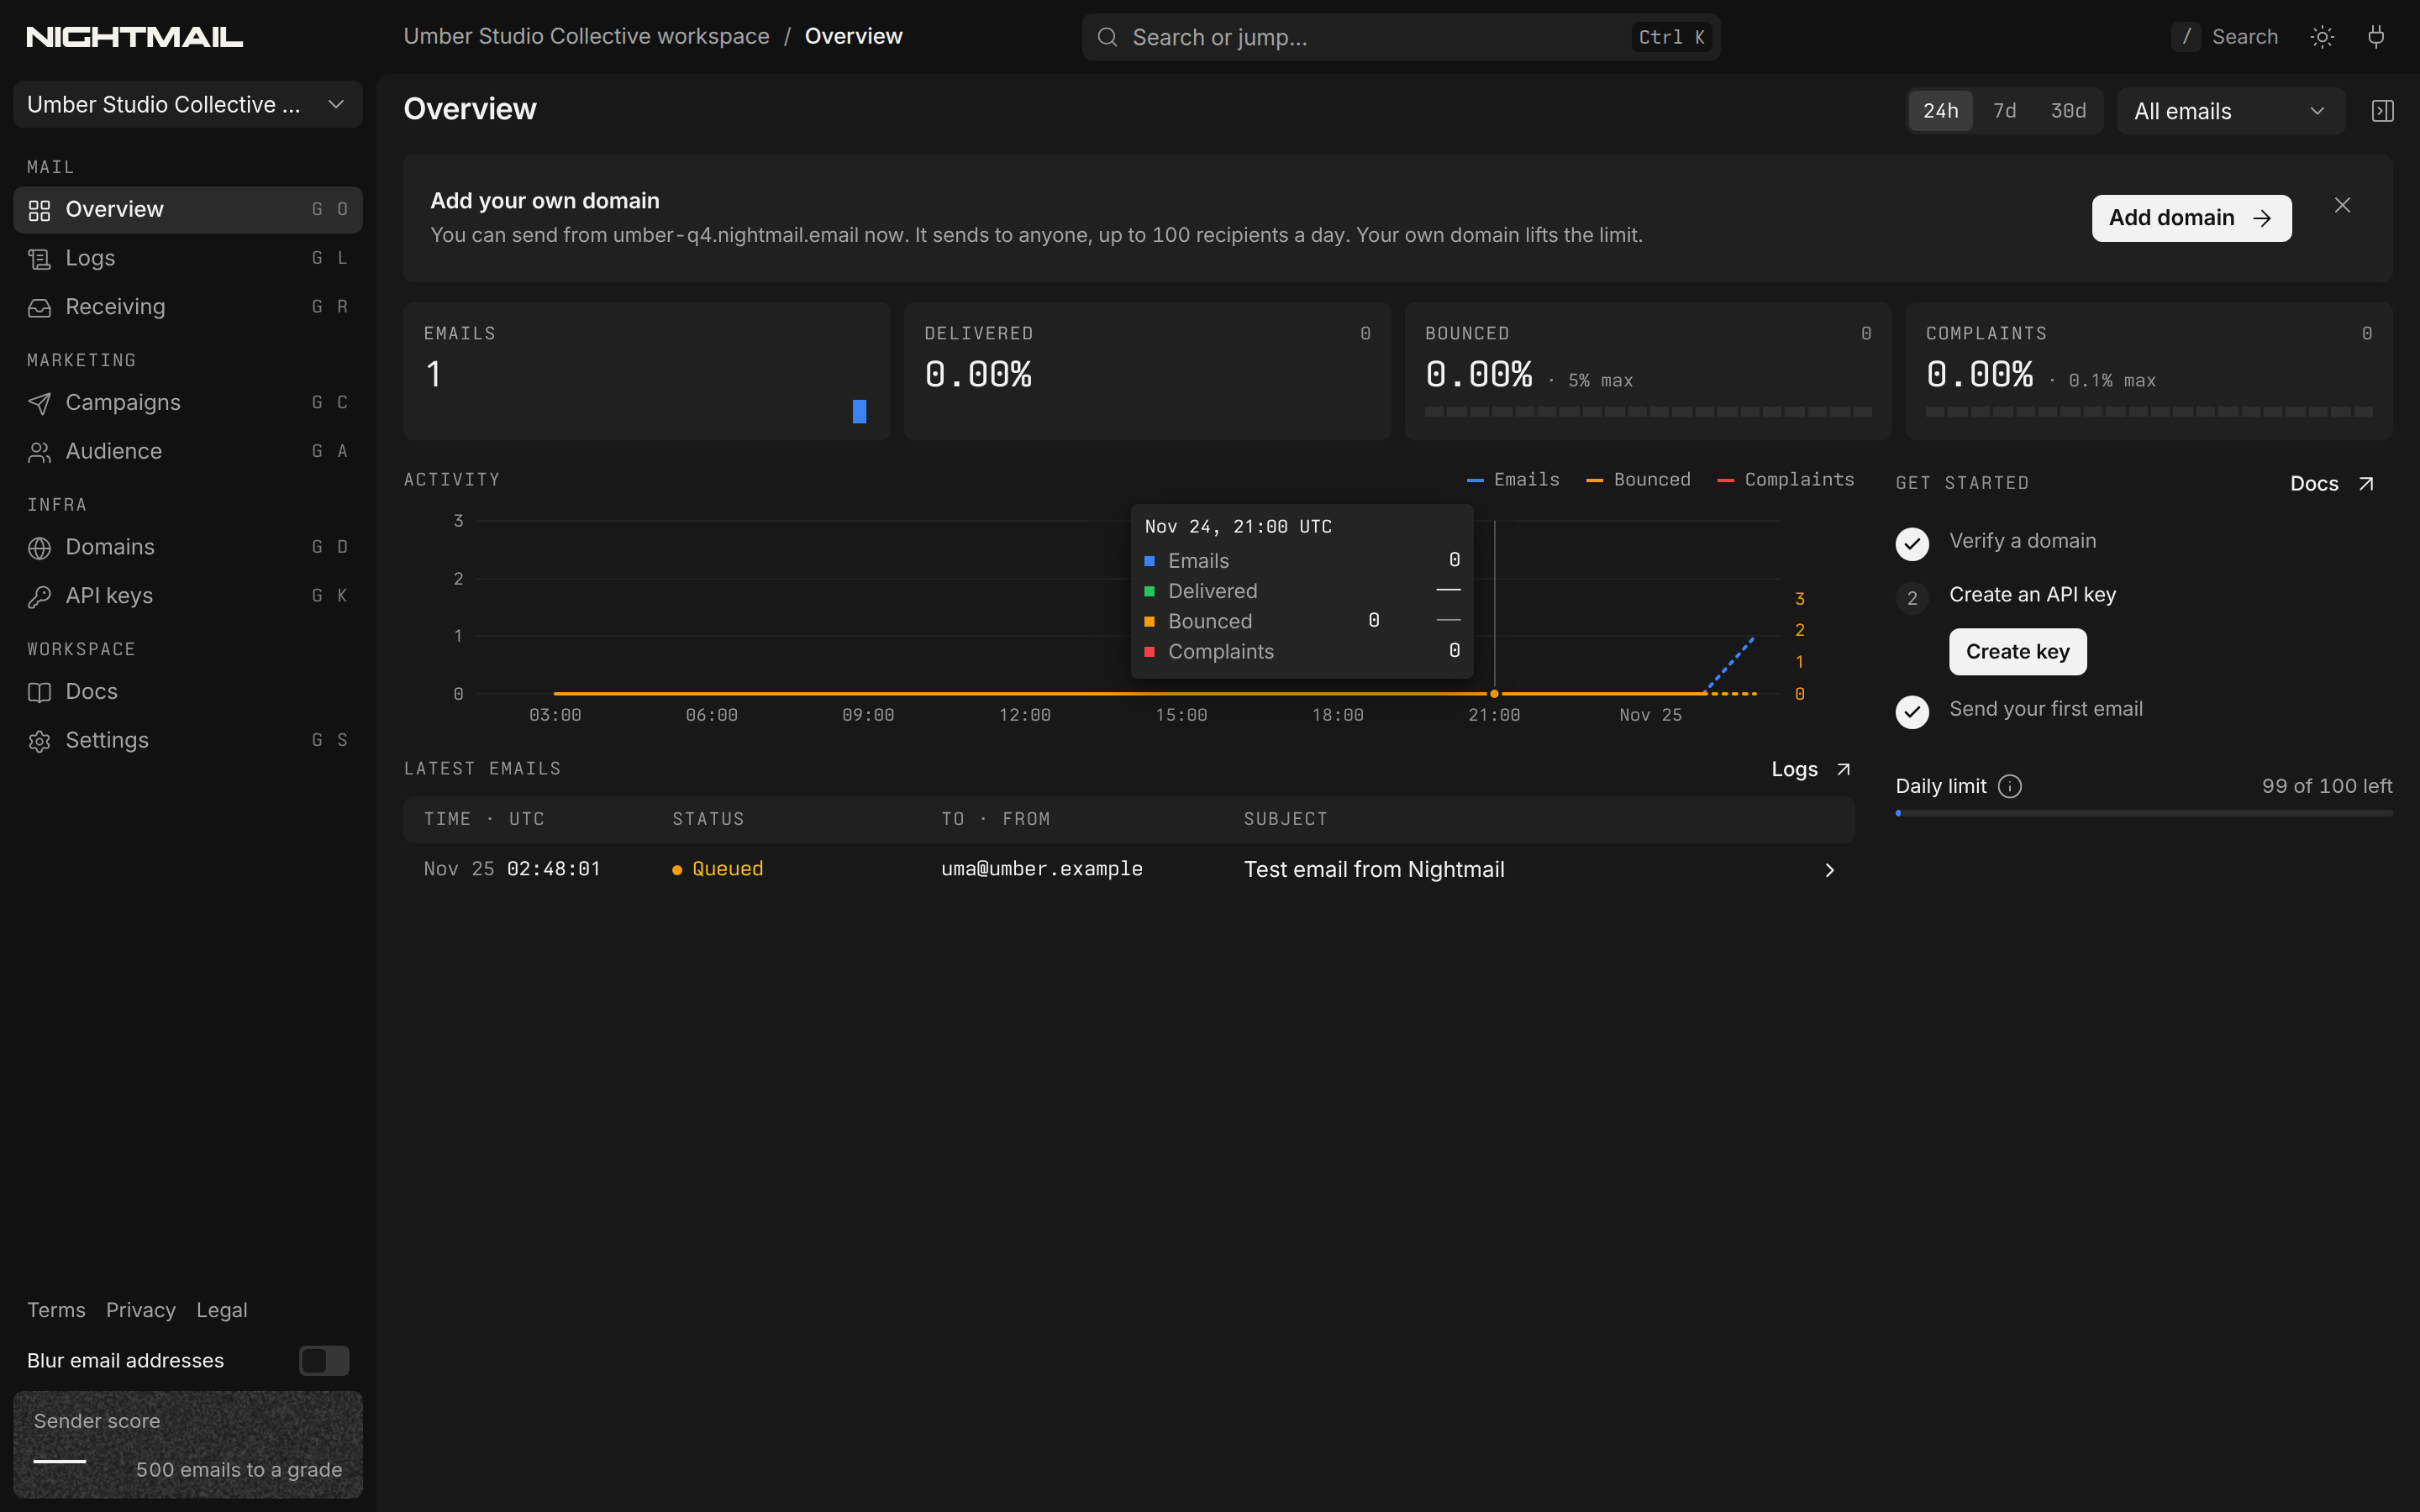 NIGHTMAIL
Umber Studio Collective workspace / Overview
Search or jump... Ctrl K
/ Search
Umber Studio Collective ...
MAIL
Overview G O
Logs G L
Receiving G R
MARKETING
Campaigns G C
Audience G A
INFRA
Domains G D
API keys G K
WORKSPACE
Docs
Settings G S
Terms Privacy Legal
Blur email addresses
Sender score
500 emails to a grade
Overview
24h 7d 30d All emails
Add your own domain
You can send from umber-q4.nightmail.email now. It sends to anyone, up to 100 recipients a day. Your own domain lifts the limit.
Add domain
EMAILS
1
DELIVERED 0
0.00%
BOUNCED 0
0.00% · 5% max
COMPLAINTS 0
0.00% · 0.1% max
ACTIVITY
Emails Bounced Complaints
3
2
1
0
Nov 24, 21:00 UTC
Emails 0
Delivered —
Bounced 0 —
Complaints 0
3
2
1
0
03:00 06:00 09:00 12:00 15:00 18:00 21:00 Nov 25
GET STARTED Docs
Verify a domain
2 Create an API key
Create key
Send your first email
Daily limit 99 of 100 left
LATEST EMAILS Logs
TIME · UTC STATUS TO · FROM SUBJECT
Nov 25 02:48:01 Queued uma@umber.example Test email from Nightmail